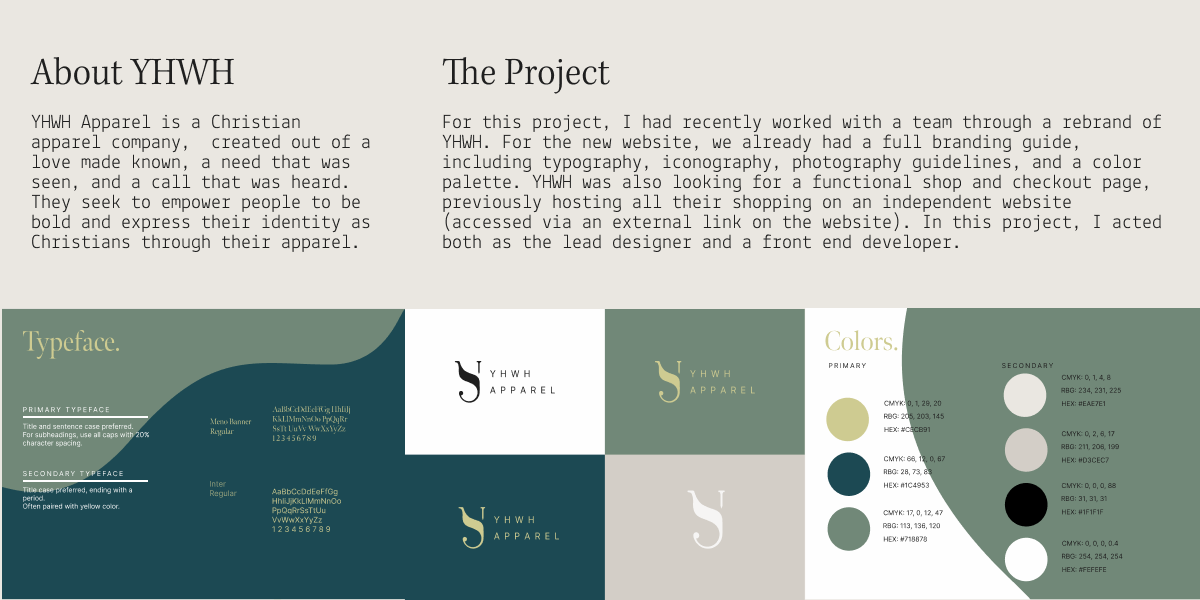 About YHWH
YHWH Apparel is a Christian
apparel company,  created out of a
love made known, a need that was
seen, and a call that was heard.
They seek to empower people to be
bold and express their identity as
Christians through their apparel.
The Project
For this project, I had recently worked with a team through a rebrand of
YHWH. For the new website, we already had a full branding guide,
including typography, iconography, photography guidelines, and a color
palette. YHWH was also looking for a functional shop and checkout page,
previously hosting all their shopping on an independent website
(accessed via an external link on the website). In this project, I acted
both as the lead designer and a front end developer.
Typeface.
PRIMARY TYPEFACE
Title and sentence case preferred.
For subheadings, use all caps with 20%
character spacing.
Meno Banner
Regular
AaBbCcDdEeFfGg HhIiJj
KkLlMmNnOo PpQqRr
SsTt UuVv WwXxYyZz
1 2 3 4 5 6 7 8 9
SECONDARY TYPEFACE
Title case preferred, ending with a
period.
Often paired with yellow color.
Inter
Regular
AaBbCcDdEeFfGg
HhIiJjKkLlMmNnOo
PpQqRrSsTtUu
VvWwXxYyZz
1 2 3 4 5 6 7 8 9
YHWH
APPAREL
YHWH
APPAREL
YHWH
APPAREL
Colors.
PRIMARY
CMYK: 0, 1, 29, 20
RBG: 205, 203, 145
HEX: #CECB91
CMYK: 66, 12, 0, 67
RBG: 28, 73, 83
HEX: #1C4953
CMYK: 17, 0, 12, 47
RBG: 113, 136, 120
HEX: #718878
SECONDARY
CMYK: 0, 1, 4, 8
RBG: 234, 231, 225
HEX: #EAE7E1
CMYK: 0, 2, 6, 17
RBG: 211, 206, 199
HEX: #D3CEC7
CMYK: 0, 0, 0, 88
RBG: 31, 31, 31
HEX: #1F1F1F
CMYK: 0, 0, 0, 0.4
RBG: 254, 254, 254
HEX: #FEFEFE